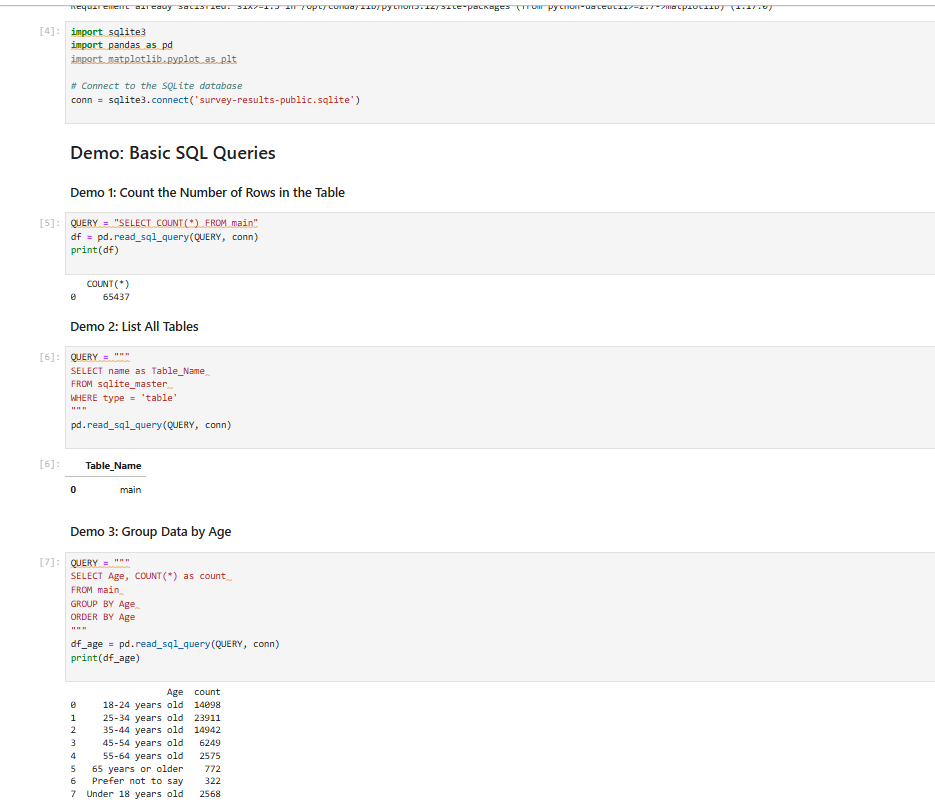 Requirement already satisfied: six>=1.5 in /opt/conda/lib/python3.12/site-packages (from python-dateutil>=2.7->matplotlib) (1.17.0)
[4]: import sqlite3
import pandas as pd
import matplotlib.pyplot as plt
# Connect to the SQLite database
conn = sqlite3.connect('survey-results-public.sqlite')
Demo: Basic SQL Queries
Demo 1: Count the Number of Rows in the Table
[5]: QUERY = "SELECT COUNT(*) FROM main"
df = pd.read_sql_query(QUERY, conn)
print(df)
COUNT(*)
0 65437
Demo 2: List All Tables
[6]: QUERY = """
SELECT name as Table_Name
FROM sqlite_master
WHERE type = 'table'
"""
pd.read_sql_query(QUERY, conn)
[6]: Table_Name
0 main
Demo 3: Group Data by Age
[7]: QUERY = """
SELECT Age, COUNT(*) as count
FROM main
GROUP BY Age
ORDER BY Age
"""
df_age = pd.read_sql_query(QUERY, conn)
print(df_age)
Age count
0 18-24 years old 14098
1 25-34 years old 23911
2 35-44 years old 14942
3 45-54 years old 6249
4 55-64 years old 2575
5 65 years or older 772
6 Prefer not to say 322
7 Under 18 years old 2568